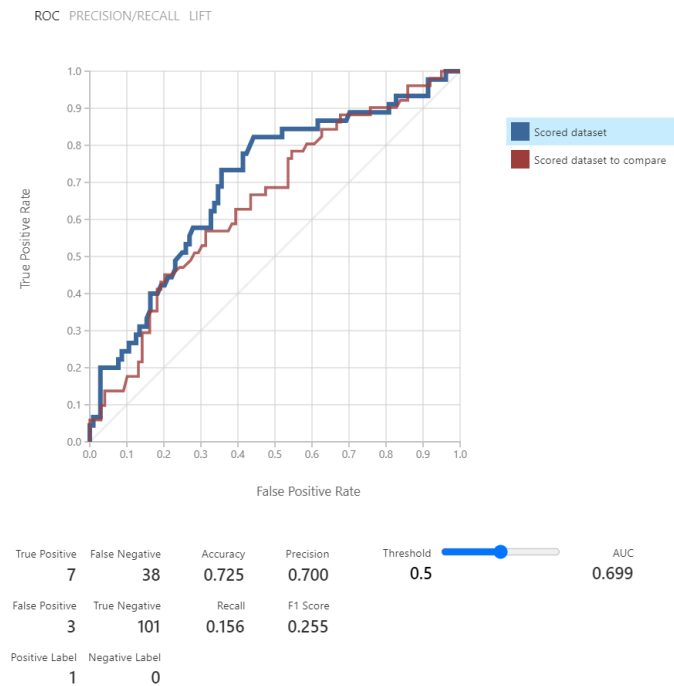 ROC PRECISION/RECALL LIFT
1.0
0.9
0.8
0.7
0.6
0.5
0.4
0.3
0.2
0.1
0.0
True Positive Rate
0.0 0.1 0.2 0.3 0.4 0.5 0.6 0.7 0.8 0.9 1.0
False Positive Rate
Scored dataset
Scored dataset to compare
True Positive False Negative Accuracy Precision Threshold AUC
7 38 0.725 0.700 0.5 0.699
False Positive True Negative Recall F1 Score
3 101 0.156 0.255
Positive Label Negative Label
1 0